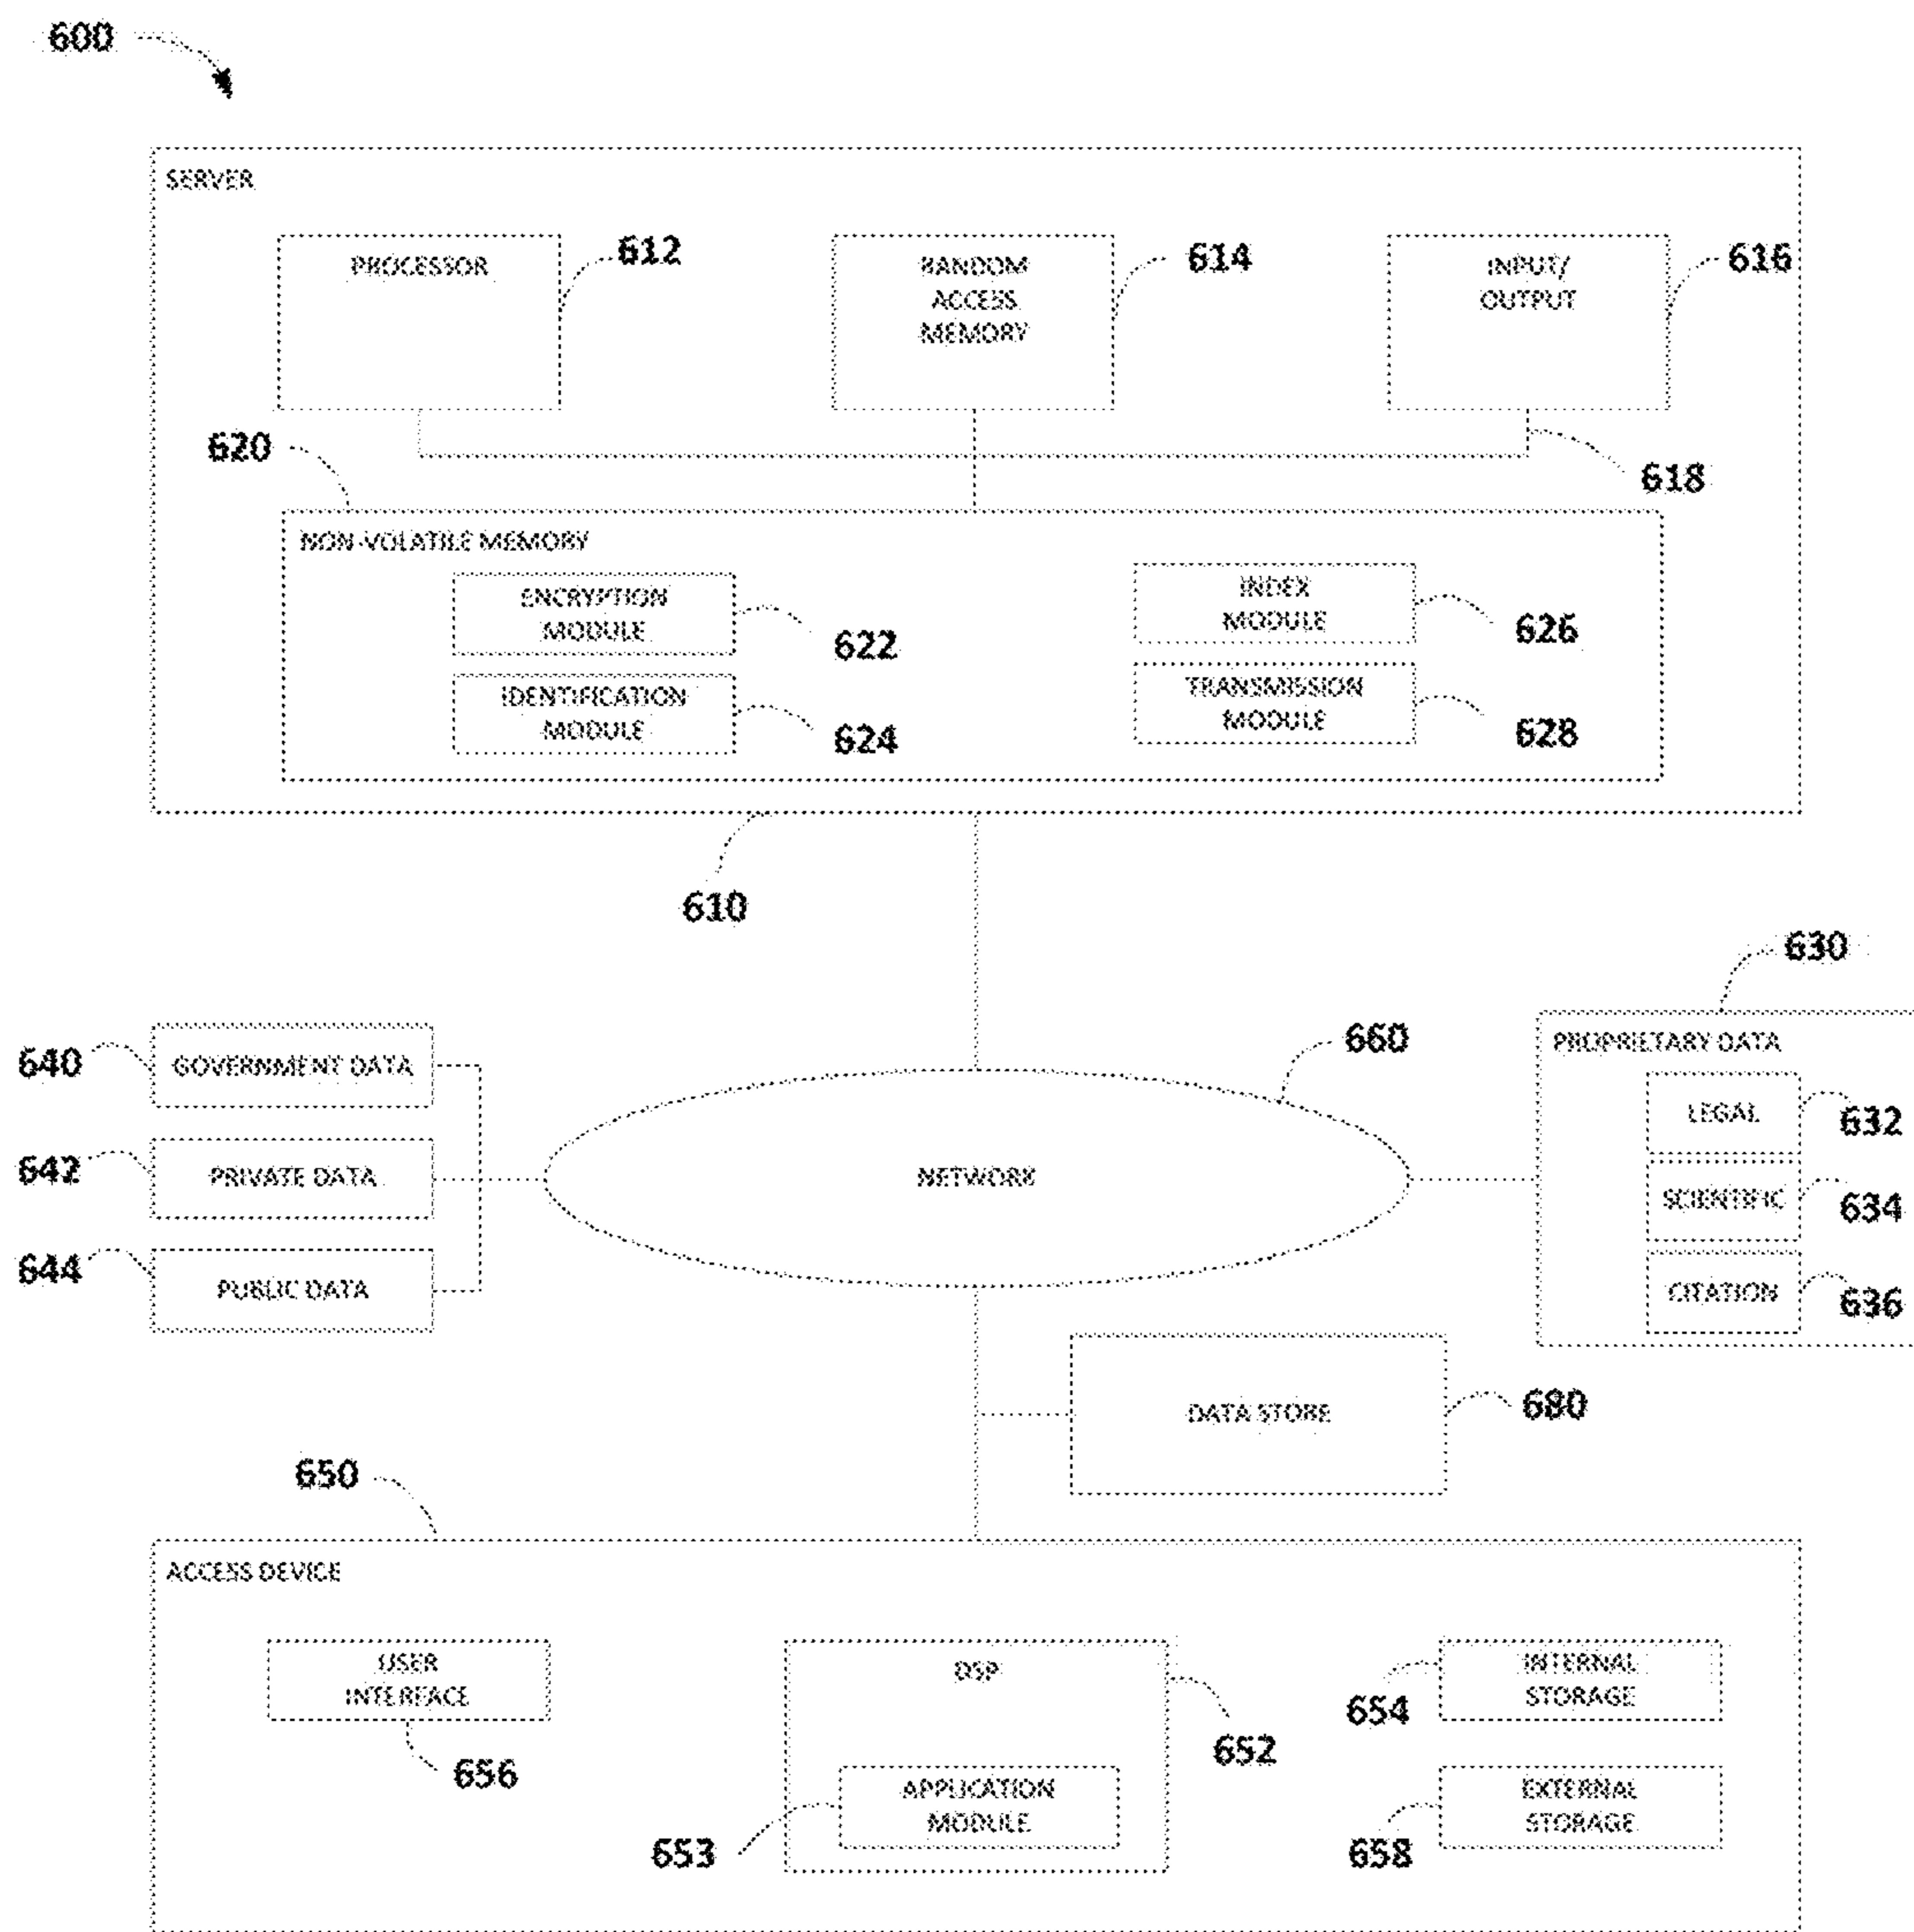 600
SERVER
PROCESSOR
612
RANDOM
ACCESS
MEMORY
614
INPUT/
OUTPUT
616
620
618
NON-VOLATILE MEMORY
ENCRYPTION
MODULE
622
INDEX
MODULE
626
IDENTIFICATION
MODULE
624
TRANSMISSION
MODULE
628
610
630
640
GOVERNMENT DATA
660
PROPRIETARY DATA
LEGAL
632
642
PRIVATE DATA
NETWORK
SCIENTIFIC
634
644
PUBLIC DATA
CITATION
636
DATA STORE
680
650
ACCESS DEVICE
USER
INTERFACE
656
DSP
652
654
INTERNAL
STORAGE
653
APPLICATION
MODULE
658
EXTERNAL
STORAGE